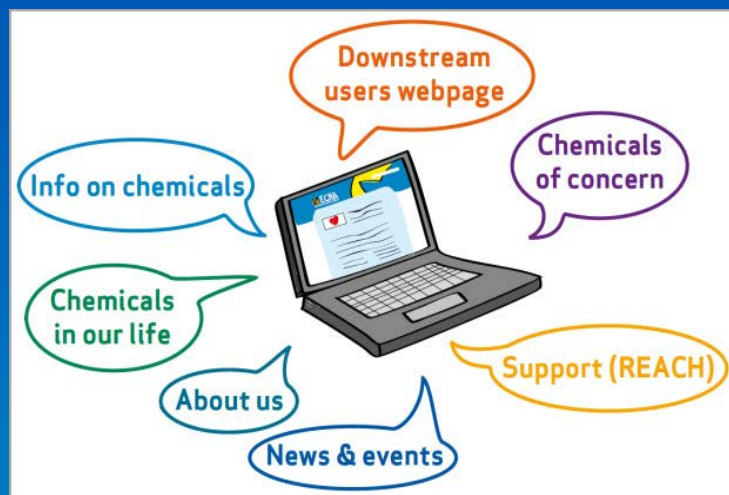 Downstream
users webpage
Chemicals
of concern
Info on chemicals
ECHA
Chemicals
in our life
Support (REACH)
About us
News & events